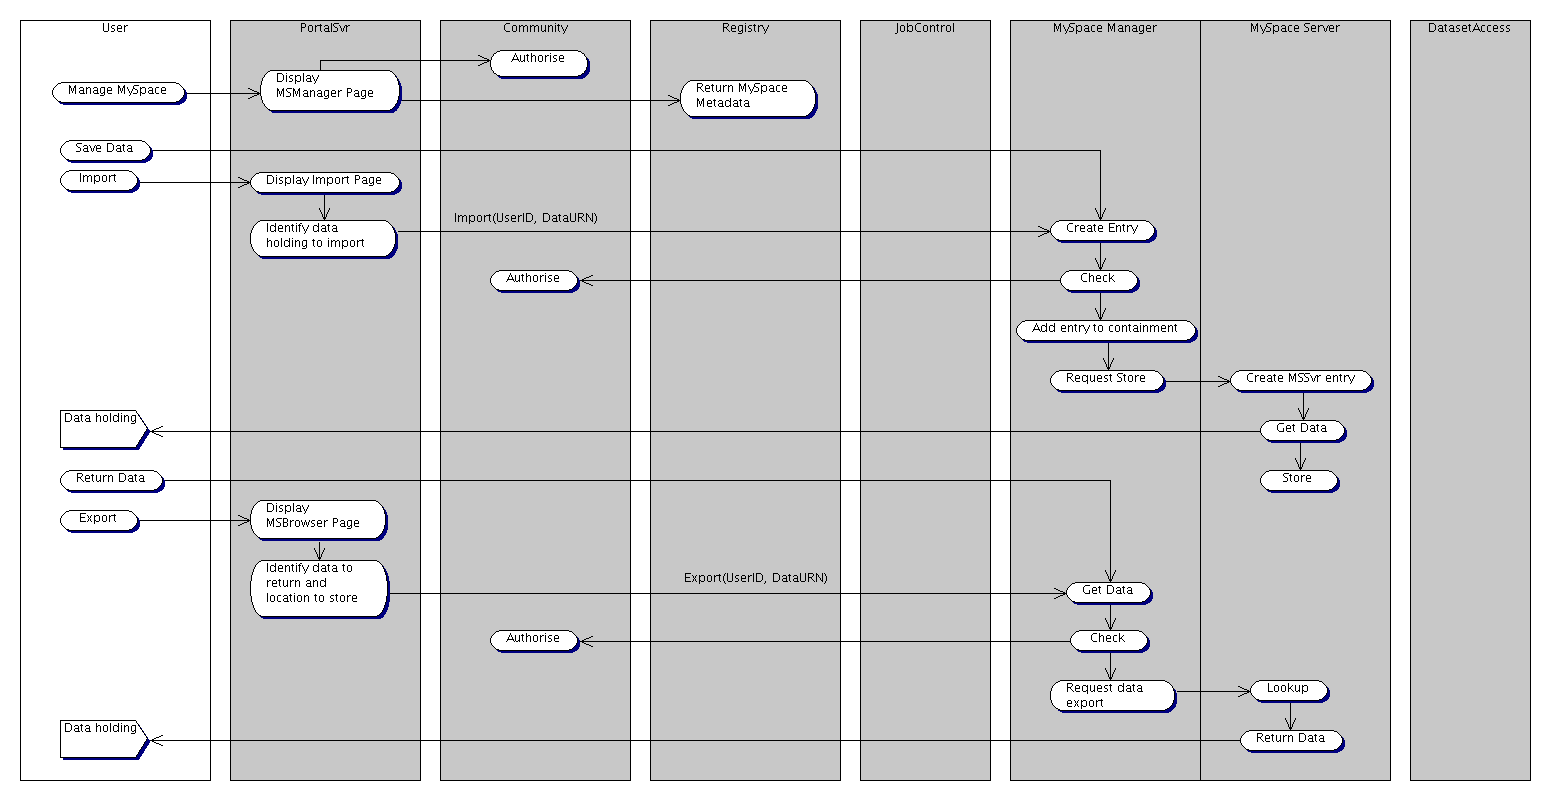 User
PortalSvr
Community
Registry
JobControl
MySpace Manager
MySpace Server
DatasetAccess
Authorise
Manage MySpace
Display
MSManager Page
Return MySpace
Metadata
Save Data
Import
Display Import Page
Identify data
holding to import
Import(UserID, DataURN)
Create Entry
Authorise
Check
Add entry to containment
Request Store
Create MSSvr entry
Data holding
Get Data
Return Data
Store
Export
Display
MSBrowser Page
Identify data to
return and
location to store
Export(UserID, DataURN)
Get Data
Authorise
Check
Request data
export
Lookup
Data holding
Return Data